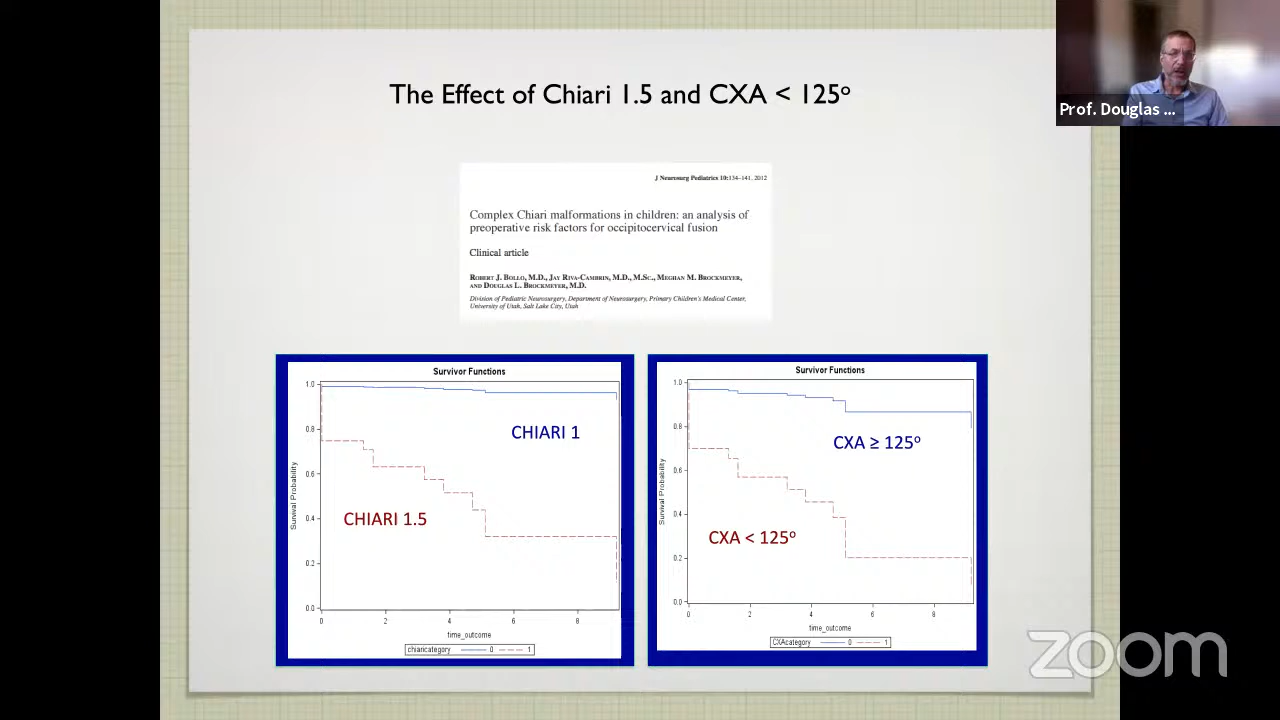 The Effect of Chiari 1.5 and CXA < 125º
Prof. Douglas ...
J Neurosurg Pediatrics 10:134–141, 2012
Complex Chiari malformations in children: an analysis of
preoperative risk factors for occipitocervical fusion
Clinical article
ROBERT J. BOLLO, M.D., JAY RIVA-CAMBRIN, M.D., M.SC., MEGHAN M. BROCKMEYER,
AND DOUGLAS L. BROCKMEYER, M.D.
Division of Pediatric Neurosurgery, Department of Neurosurgery, Primary Children's Medical Center,
University of Utah, Salt Lake City, Utah
Survivor Functions
1.0
0.8
0.6
0.4
0.2
0.0
Survival Probability
CHIARI 1
CHIARI 1.5
0 2 4 6 8
time_outcome
chiaricategory 0 1
Survivor Functions
1.0
0.8
0.6
0.4
0.2
0.0
Survival Probability
CXA ≥ 125º
CXA < 125º
0 2 4 6 8
time_outcome
CXAcategory 0 1
zoom